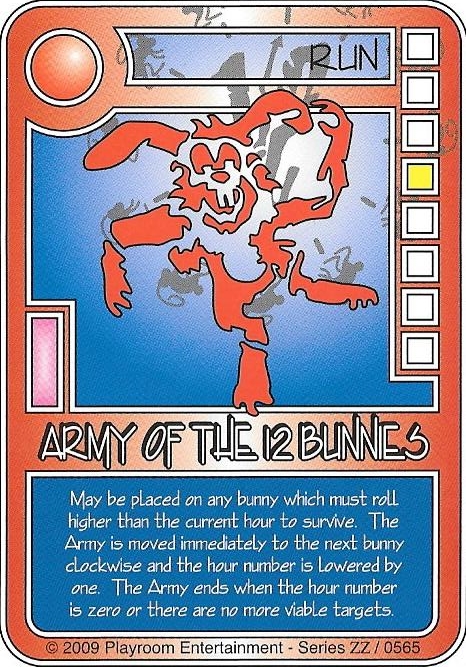 RUN
ARMY OF THE 12 BUNNIES
May be placed on any bunny which must roll
higher than the current hour to survive. The
Army is moved immediately to the next bunny
clockwise and the hour number is lowered by
one. The Army ends when the hour number
is zero or there are no more viable targets.
© 2009 Playroom Entertainment - Series ZZ / 0565